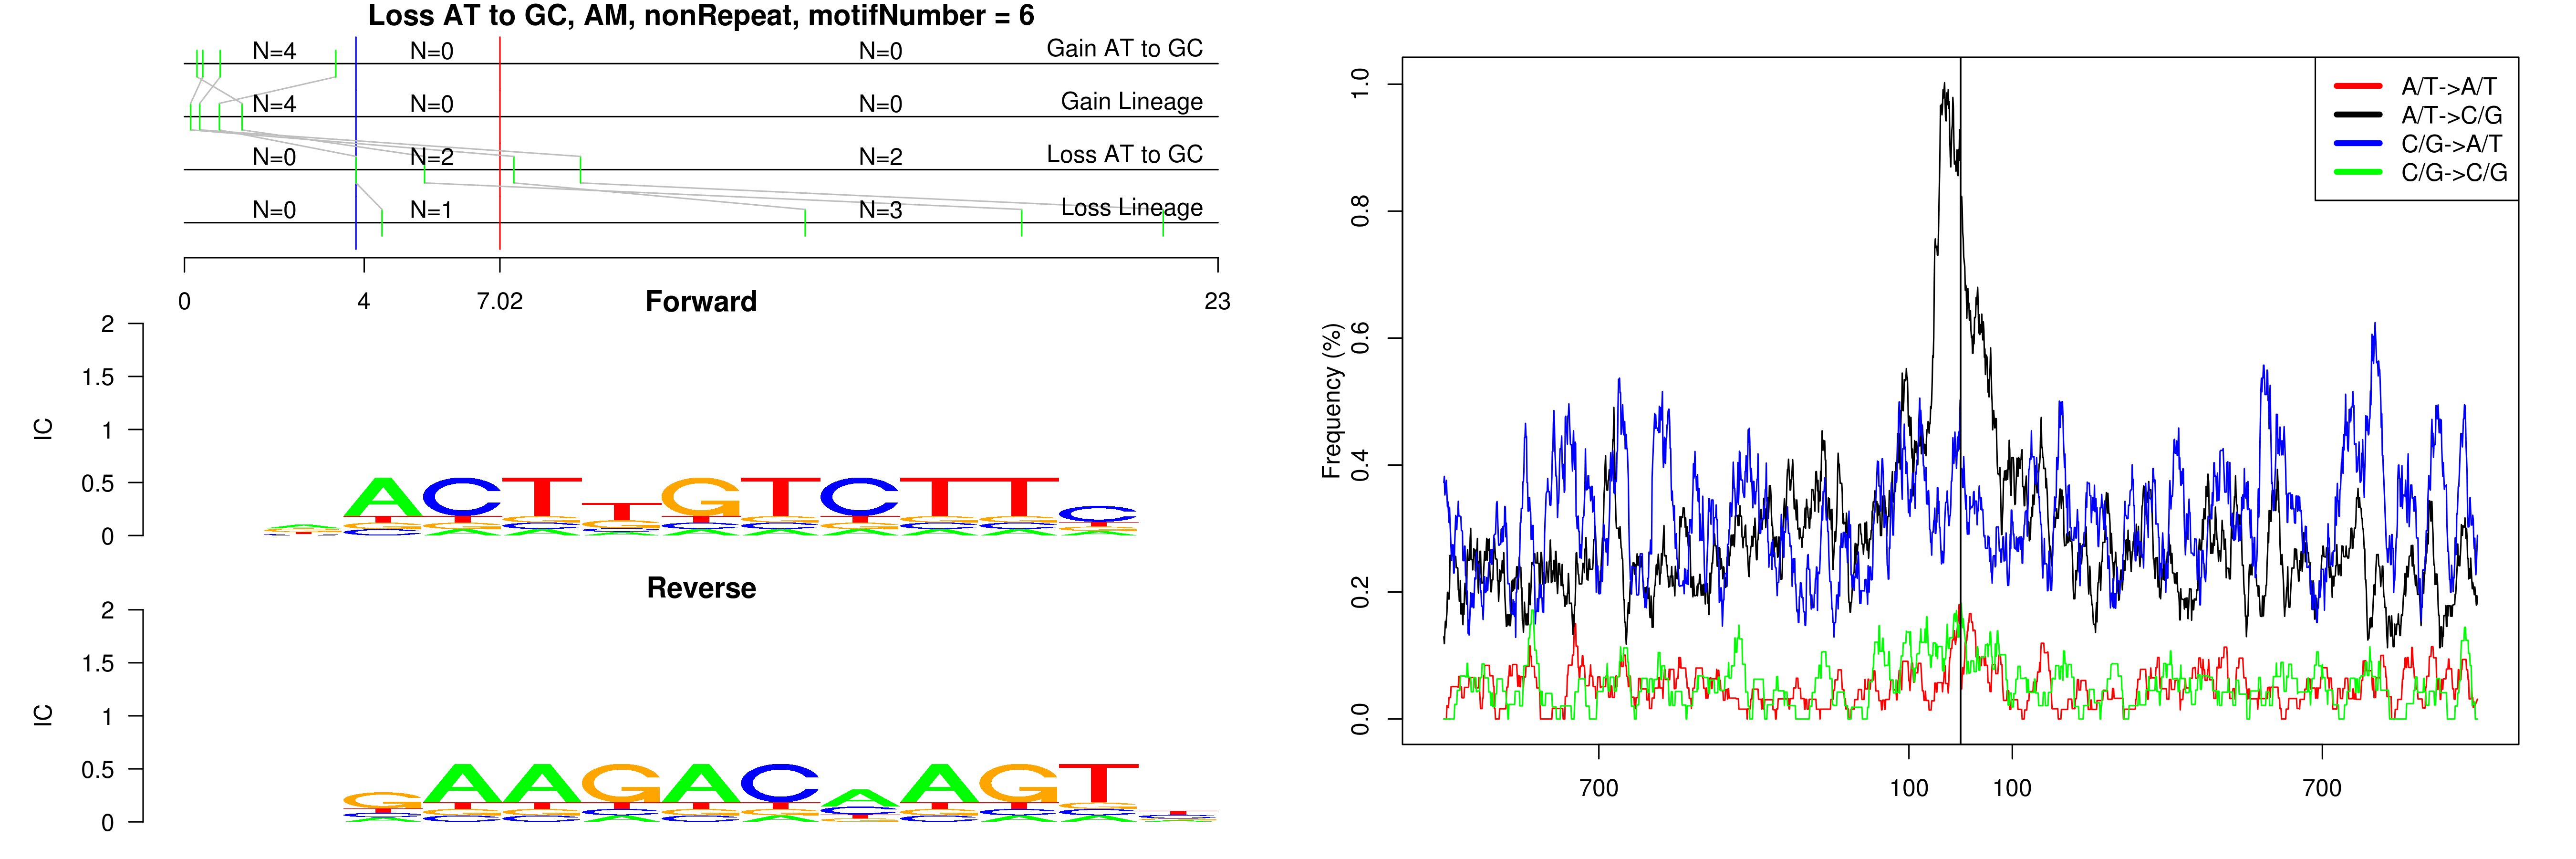 Loss AT to GC, AM, nonRepeat, motifNumber = 6
N=4 N=0 N=0 Gain AT to GC
N=4 N=0 N=0 Gain Lineage
N=0 N=2 N=2 Loss AT to GC
N=0 N=1 N=3 Loss Lineage
0 4 7.02 23
Forward
IC
2
1.5
1
0.5
0
ACTTGTCTTC
Reverse
IC
2
1.5
1
0.5
0
GAAGACAAGT
Frequency (%)
1.0
0.8
0.6
0.4
0.2
0.0
700 100 100 700
A/T->A/T
A/T->C/G
C/G->A/T
C/G->C/G